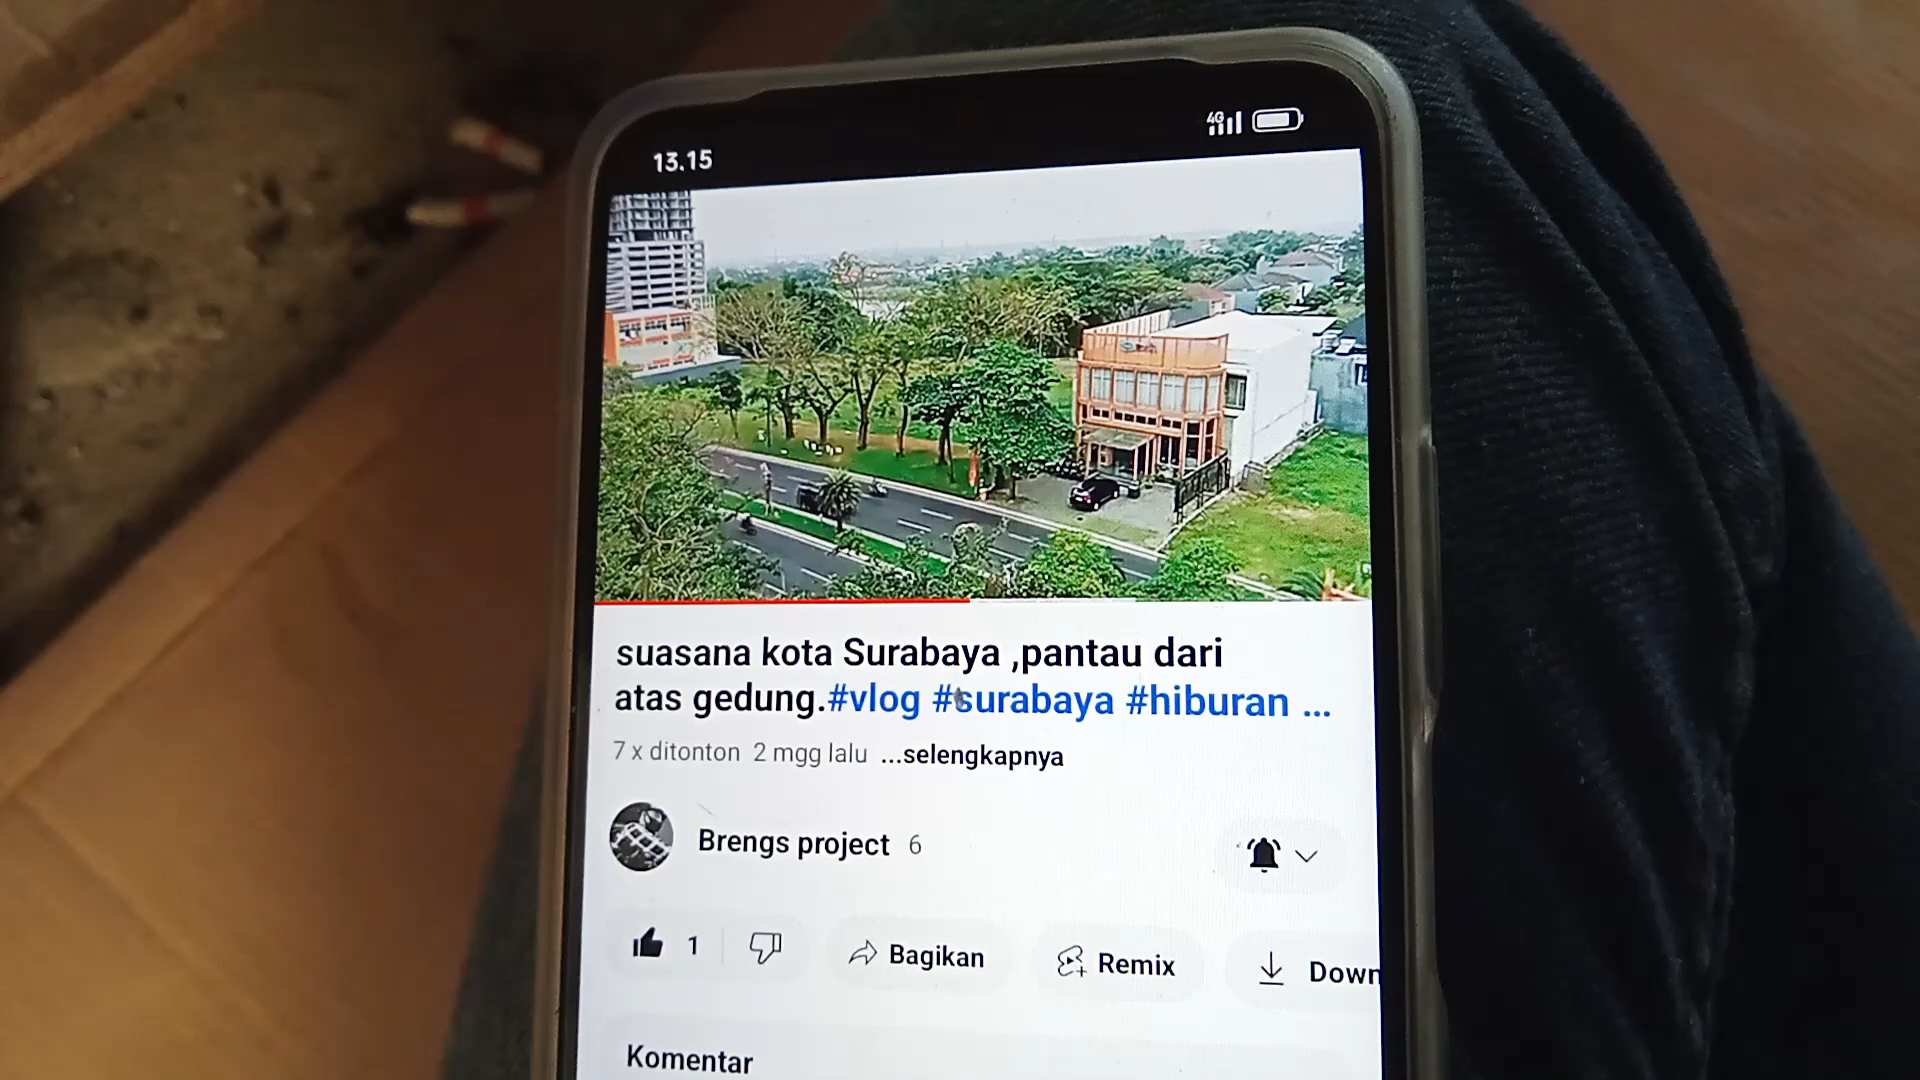 13.15
4G
suasana kota Surabaya ,pantau dari
atas gedung.#vlog #surabaya #hiburan ...
7 x ditonton 2 mgg lalu ...selengkapnya
Brengs project 6
1 Bagikan Remix Down
Komentar